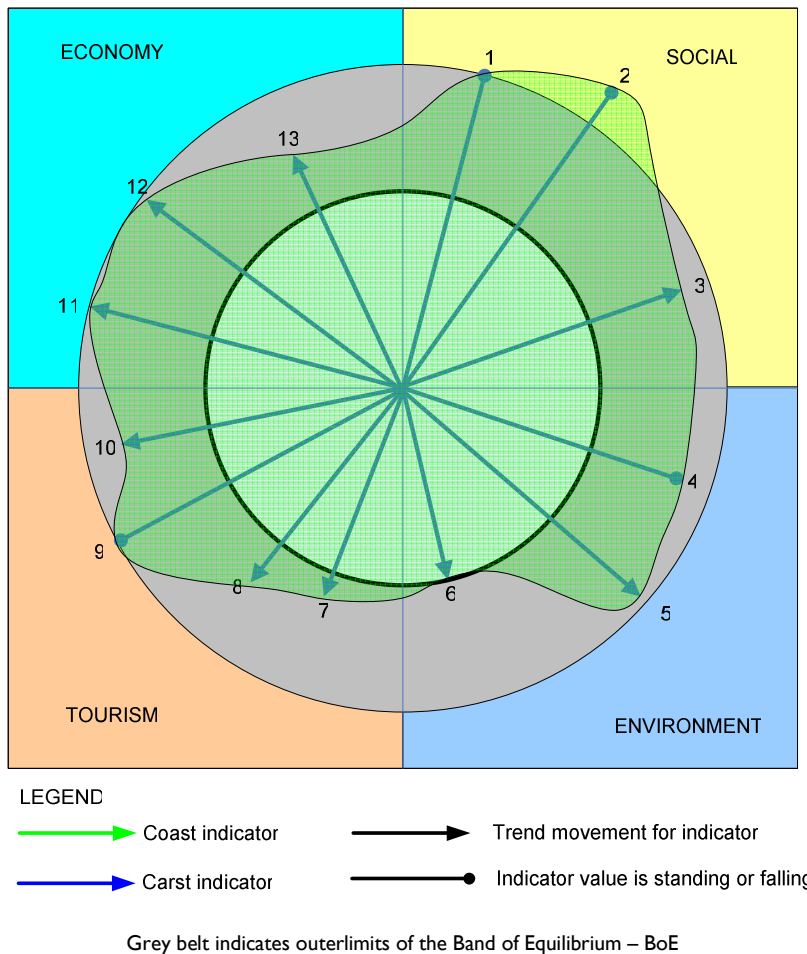 ECONOMY
SOCIAL
1
2
13
12
3
11
10
4
9
8
7
6
5
TOURISM
ENVIRONMENT
LEGEND
Coast indicator
Trend movement for indicator
Carst indicator
Indicator value is standing or falling
Grey belt indicates outerlimits of the Band of Equilibrium – BoE